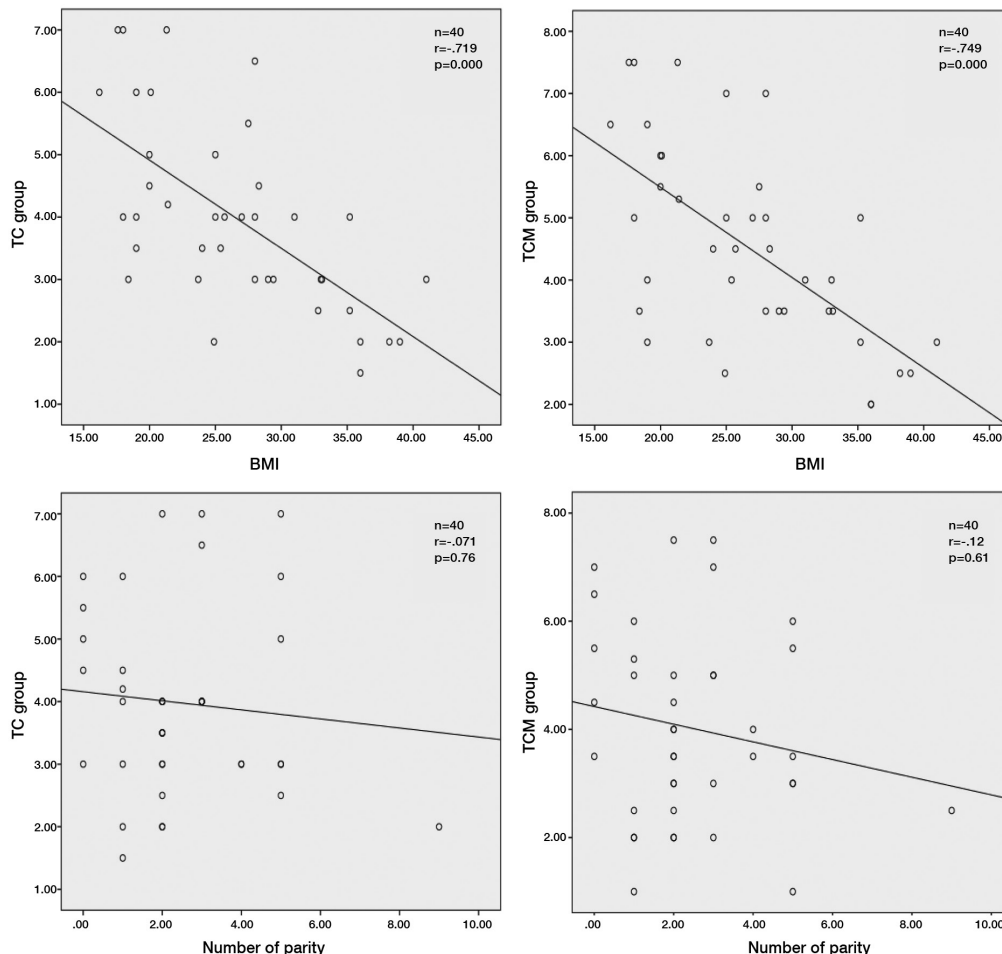 7.00
6.00
5.00
4.00
3.00
2.00
1.00
TC group
n=40
r=-.719
p=0.000
15.00 20.00 25.00 30.00 35.00 40.00 45.00
BMI
8.00
7.00
6.00
5.00
4.00
3.00
2.00
TCM group
n=40
r=-.749
p=0.000
15.00 20.00 25.00 30.00 35.00 40.00 45.00
BMI
7.00
6.00
5.00
4.00
3.00
2.00
1.00
TC group
n=40
r=-.071
p=0.76
.00 2.00 4.00 6.00 8.00 10.00
Number of parity
8.00
6.00
4.00
2.00
TCM group
n=40
r=-.12
p=0.61
.00 2.00 4.00 6.00 8.00 10.00
Number of parity